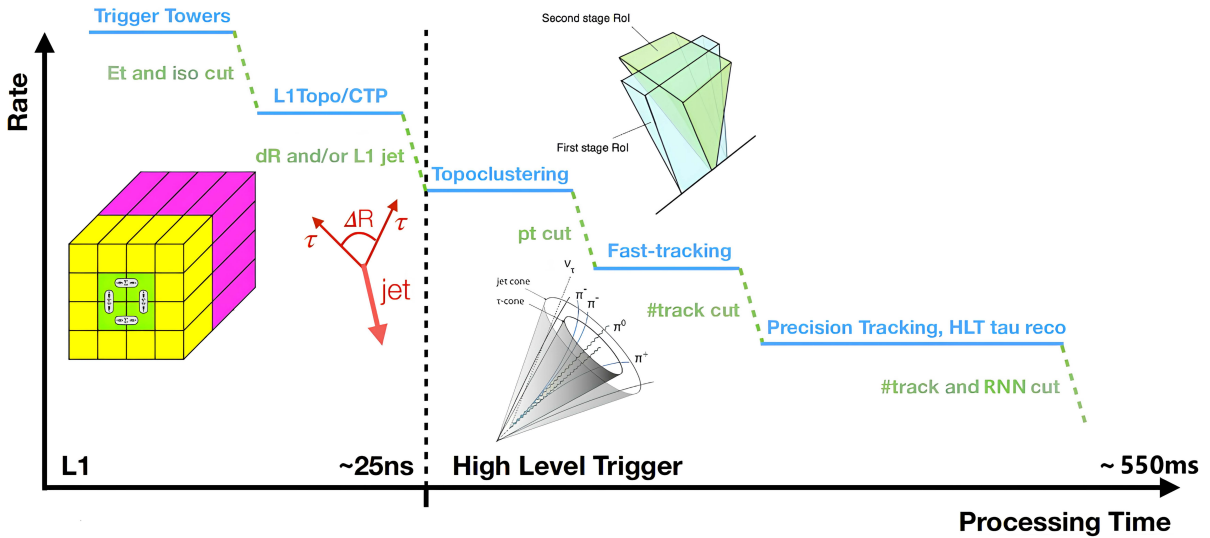 Trigger Towers
Second stage RoI
Rate
Et and iso cut
L1Topo/CTP
First stage RoI
dR and/or L1 jet
Topoclustering
τ ΔR τ
jet
pt cut
Fast-tracking
ντ
jet cone
τ-cone
π-
π-
π0
π+
#track cut
Precision Tracking, HLT tau reco
#track and RNN cut
L1
~25ns
High Level Trigger
~ 550ms
Processing Time